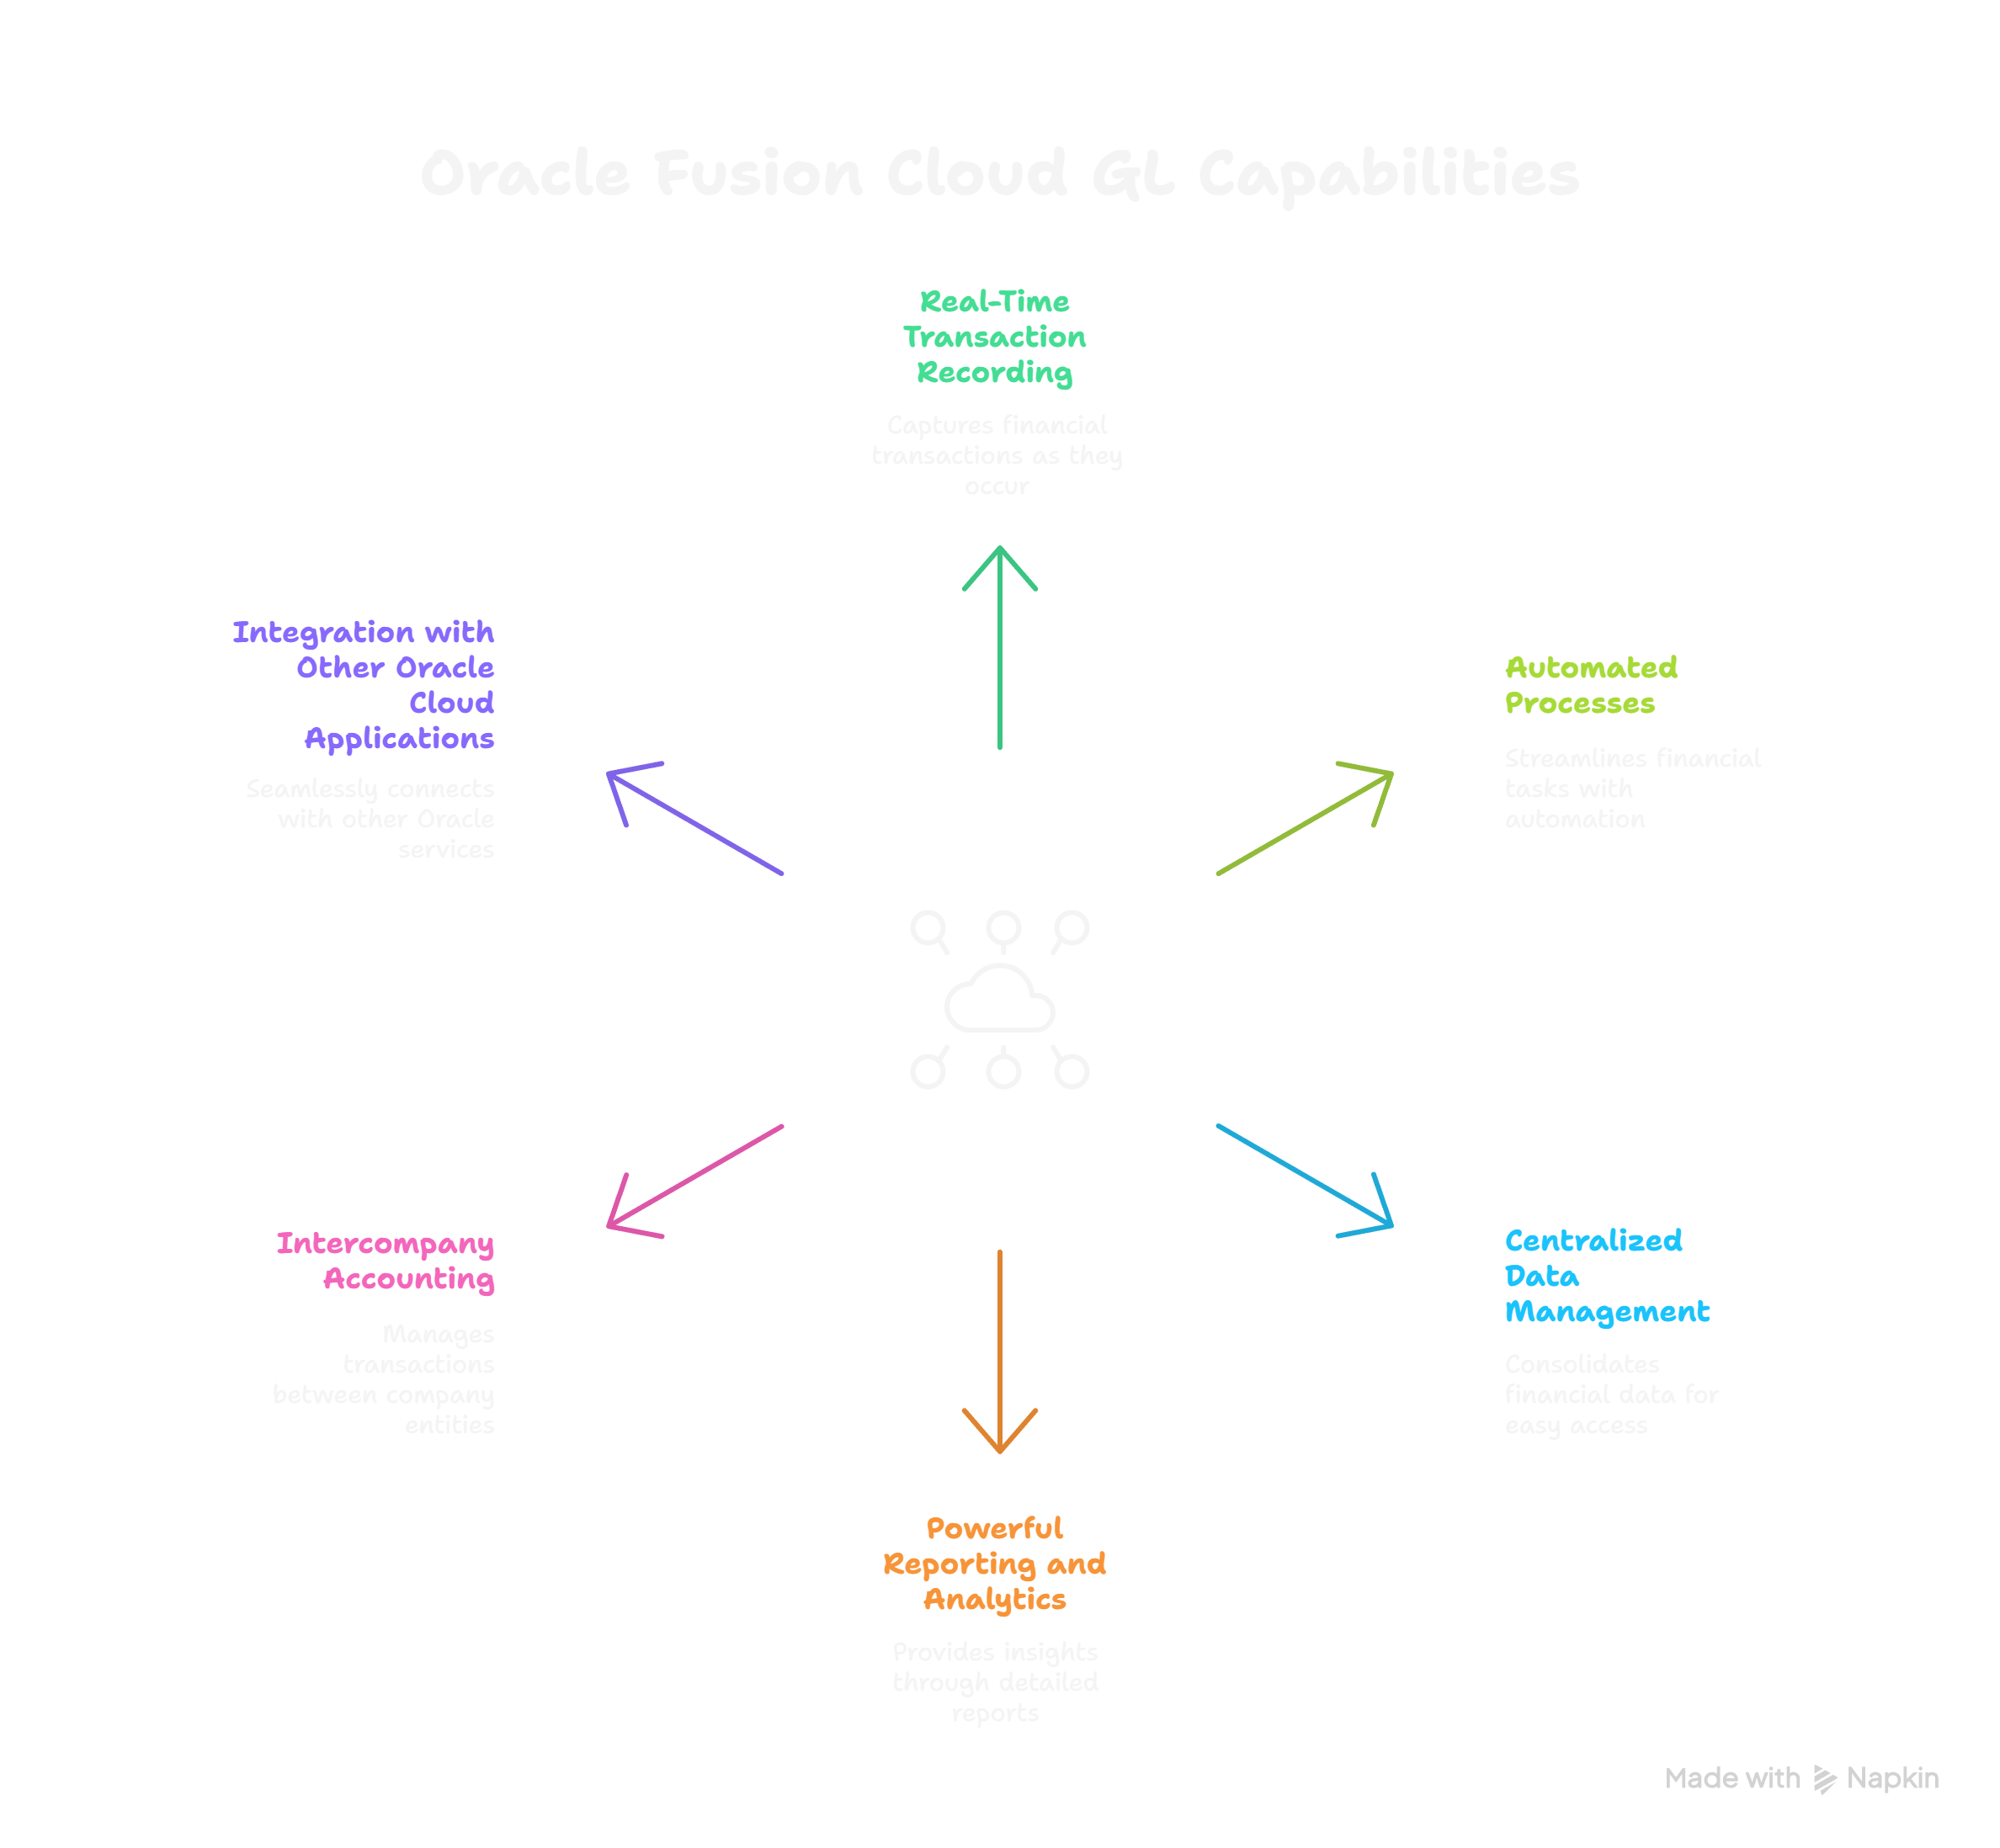 Oracle Fusion Cloud GL Capabilities
Real-Time
Transaction
Recording
Captures financial
transactions as they
occur
Integration with
Other Oracle
Cloud
Applications
Seamlessly connects
with other Oracle
services
Automated
Processes
Streamlines financial
tasks with
automation
Intercompany
Accounting
Manages
transactions
between company
entities
Centralized
Data
Management
Consolidates
financial data for
easy access
Powerful
Reporting and
Analytics
Provides insights
through detailed
reports
Made with Napkin